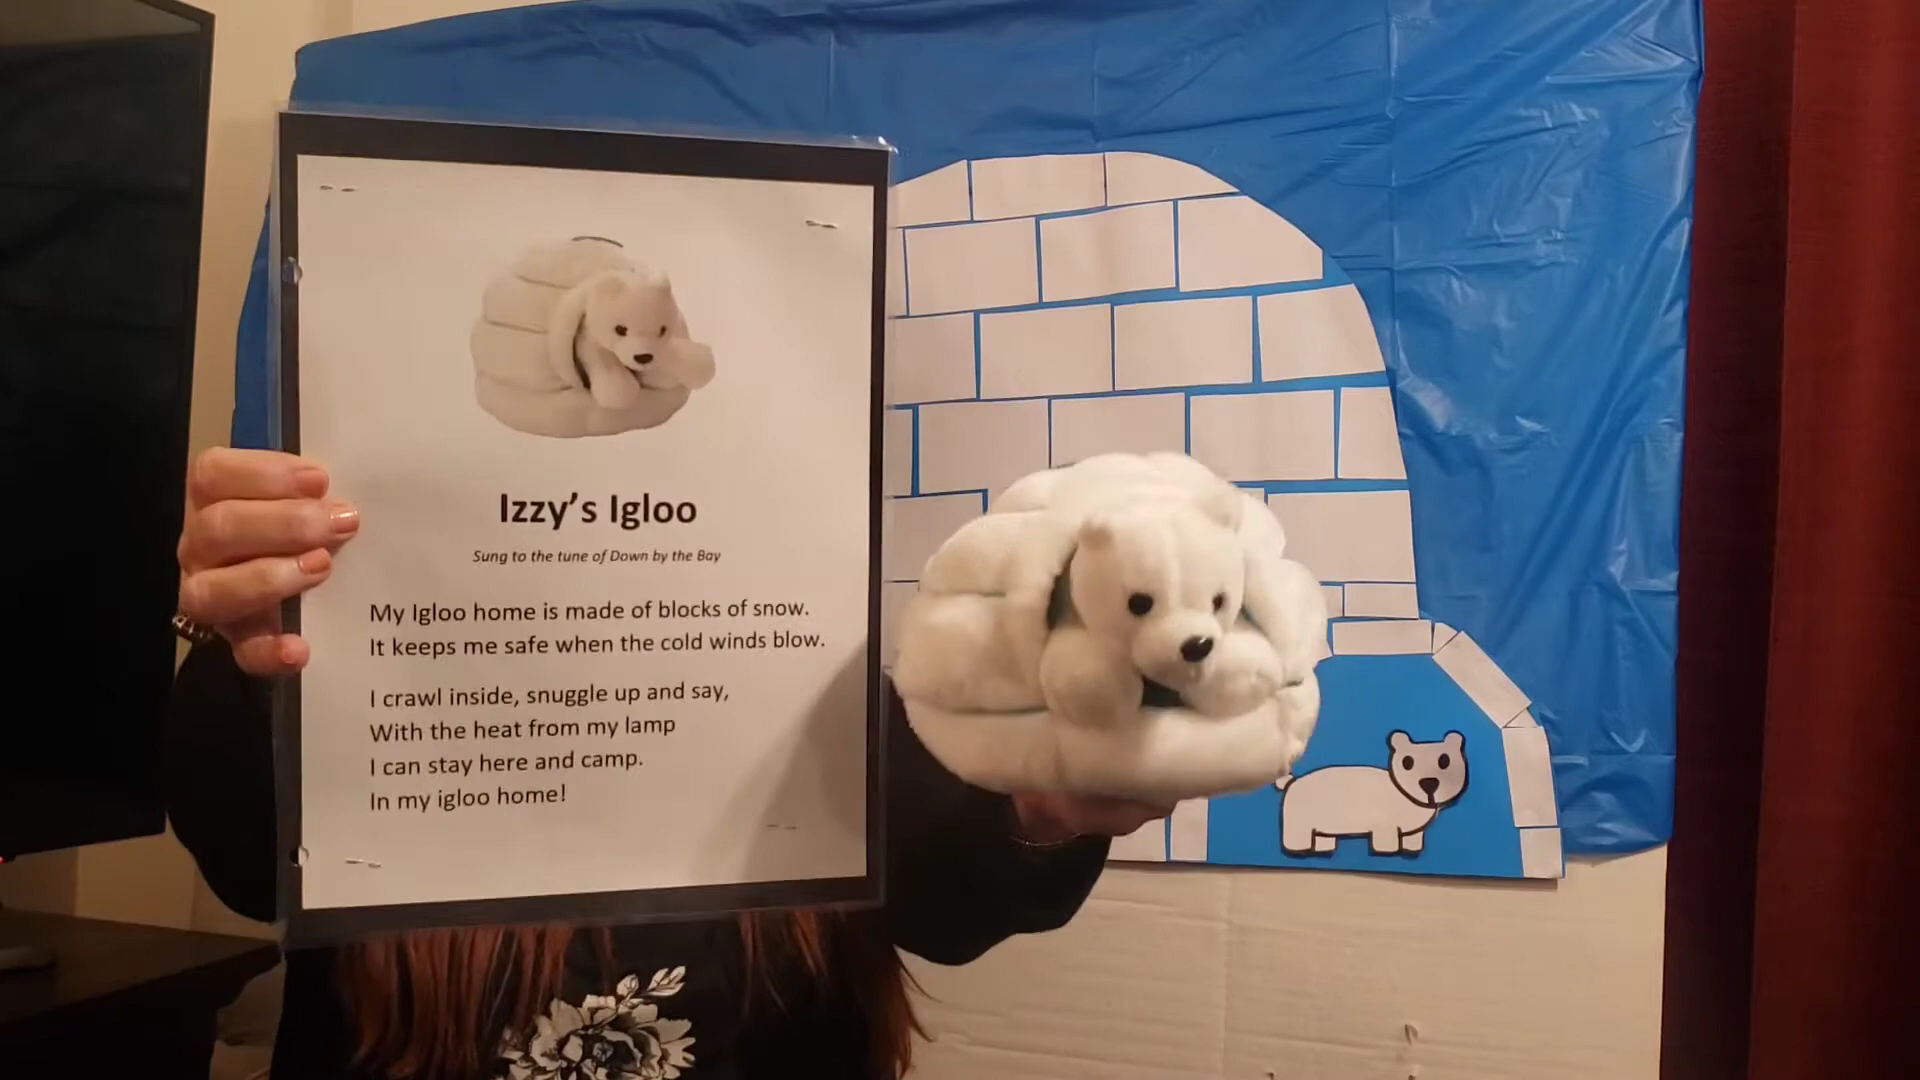 Izzy's Igloo
Sung to the tune of Down by the Bay
My Igloo home is made of blocks of snow.
It keeps me safe when the cold winds blow.
I crawl inside, snuggle up and say,
With the heat from my lamp
I can stay here and camp.
In my igloo home!